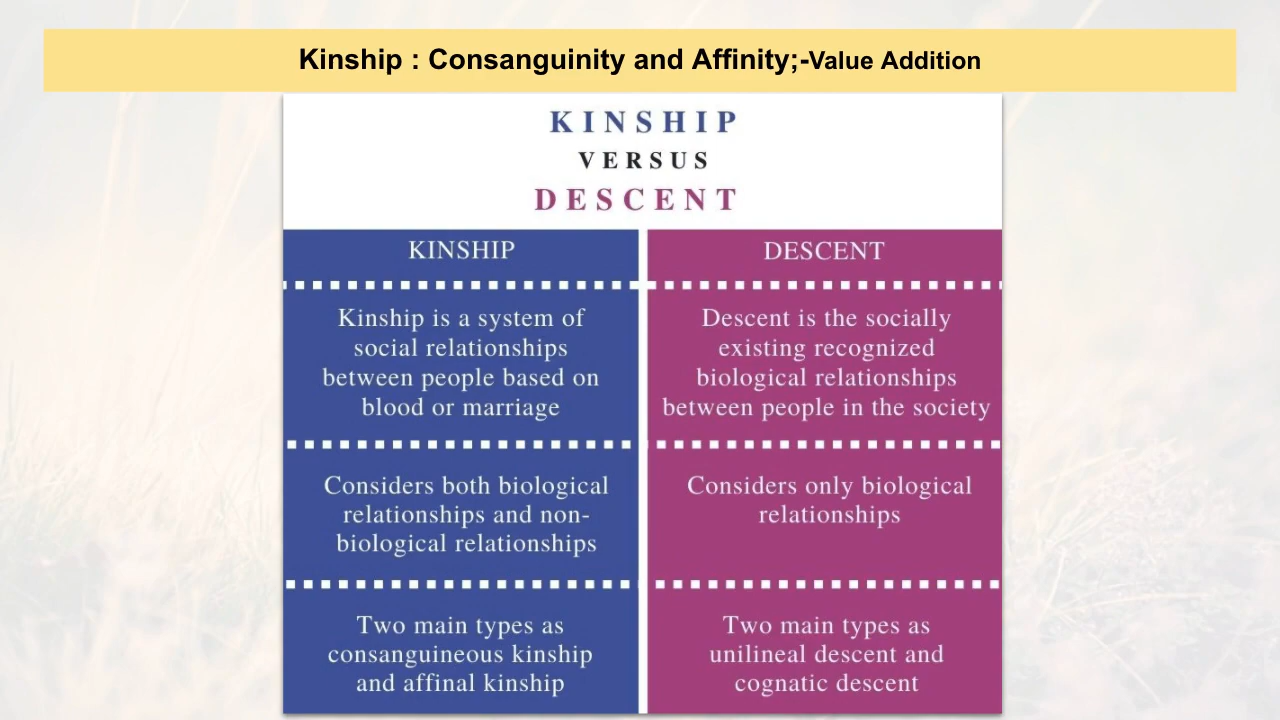 Kinship : Consanguinity and Affinity;-Value Addition
KINSHIP
VERSUS
DESCENT
KINSHIP
Kinship is a system of
social relationships
between people based on
blood or marriage
Considers both biological
relationships and non-
biological relationships
Two main types as
consanguineous kinship
and affinal kinship
DESCENT
Descent is the socially
existing recognized
biological relationships
between people in the society
Considers only biological
relationships
Two main types as
unilineal descent and
cognatic descent